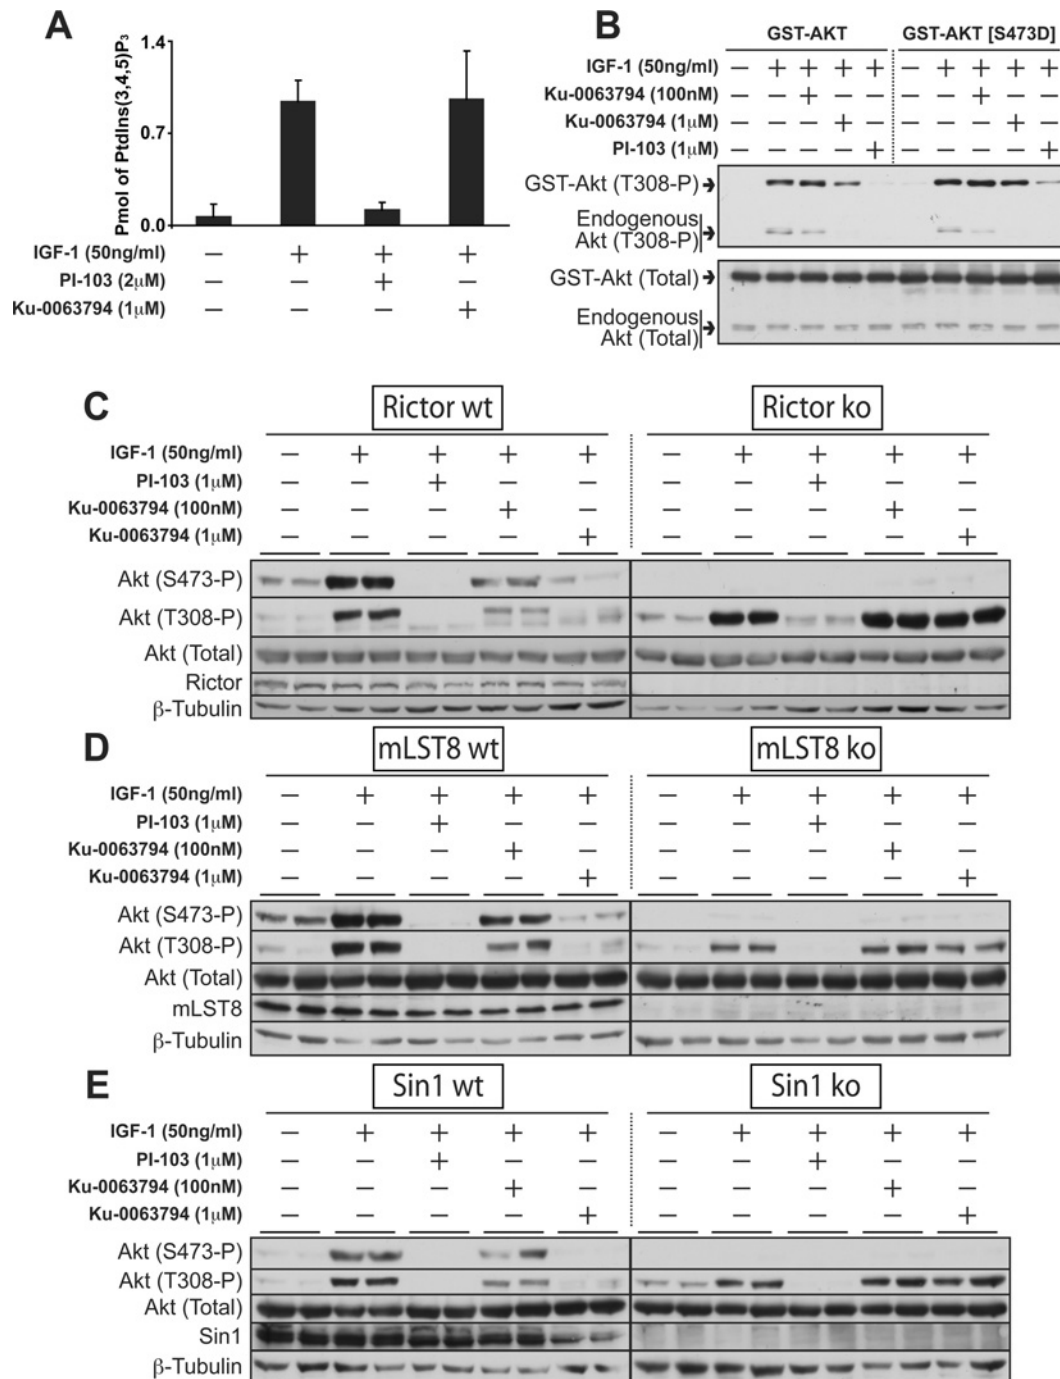 A
1.4
0.7
0.0
Pmol of PtdIns(3,4,5)P3
IGF-1 (50ng/ml) − + + +
PI-103 (2μM) − − + −
Ku-0063794 (1μM) − − − +
B
GST-AKT GST-AKT [S473D]
IGF-1 (50ng/ml) − + + + + − + + + +
Ku-0063794 (100nM) − − + − − − − + − −
Ku-0063794 (1μM) − − − + − − − − + −
PI-103 (1μM) − − − − + − − − − +
GST-Akt (T308-P)
Endogenous
Akt (T308-P)
GST-Akt (Total)
Endogenous
Akt (Total)
C
Rictor wt Rictor ko
IGF-1 (50ng/ml) − + + + + − + + + +
PI-103 (1μM) − − + − − − − + − −
Ku-0063794 (100nM) − − − + − − − − + −
Ku-0063794 (1μM) − − − − + − − − − +
Akt (S473-P)
Akt (T308-P)
Akt (Total)
Rictor
β-Tubulin
D
mLST8 wt mLST8 ko
IGF-1 (50ng/ml) − + + + + − + + + +
PI-103 (1μM) − − + − − − − + − −
Ku-0063794 (100nM) − − − + − − − − + −
Ku-0063794 (1μM) − − − − + − − − − +
Akt (S473-P)
Akt (T308-P)
Akt (Total)
mLST8
β-Tubulin
E
Sin1 wt Sin1 ko
IGF-1 (50ng/ml) − + + + + − + + + +
PI-103 (1μM) − − + − − − − + − −
Ku-0063794 (100nM) − − − + − − − − + −
Ku-0063794 (1μM) − − − − + − − − − +
Akt (S473-P)
Akt (T308-P)
Akt (Total)
Sin1
β-Tubulin